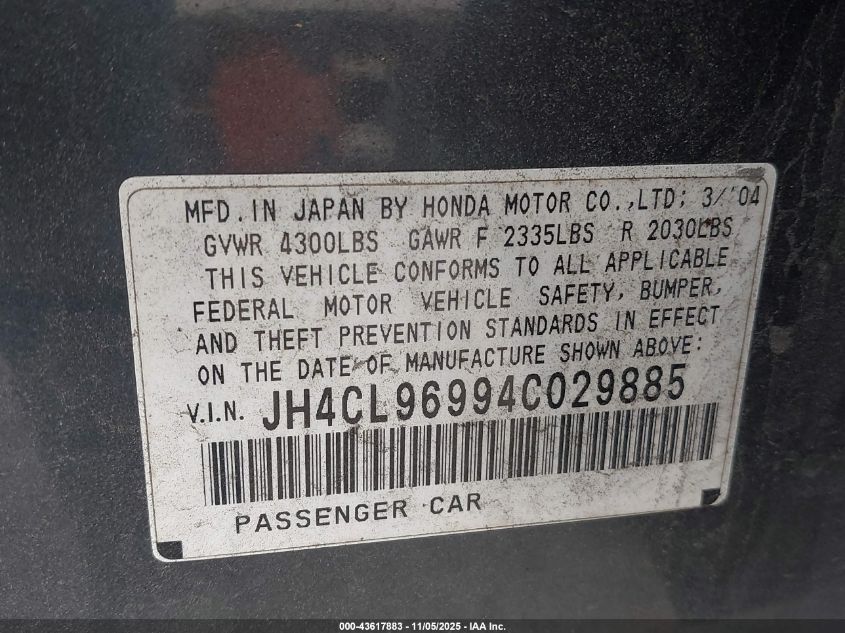 MFD. IN JAPAN BY HONDA MOTOR CO.,LTD; 3/'04
GVWR 4300LBS GAWR F 2335LBS R 2030LBS
THIS VEHICLE CONFORMS TO ALL APPLICABLE
FEDERAL MOTOR VEHICLE SAFETY, BUMPER,
AND THEFT PREVENTION STANDARDS IN EFFECT
ON THE DATE OF MANUFACTURE SHOWN ABOVE:
V.I.N. JH4CL96994C029885
PASSENGER CAR
000-43617883 - 11/05/2025 - IAA Inc.